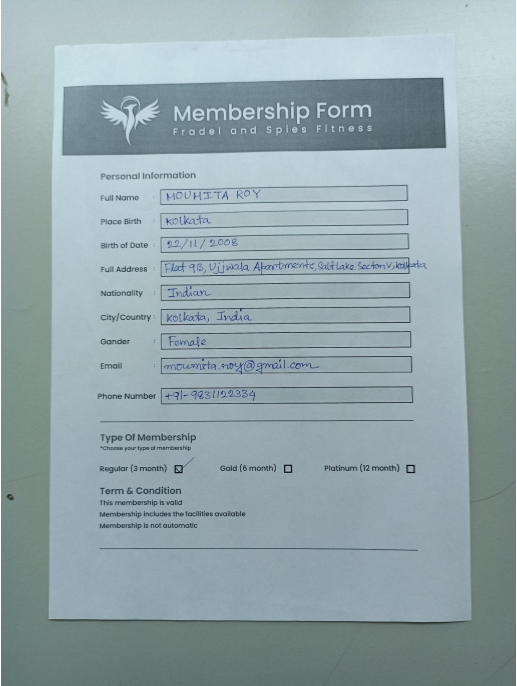 Membership Form
Fradel and Spies Fitness
Personal Information
Full Name : MOUMITA ROY
Place Birth : Kolkata
Birth of Date : 22/11/2008
Full Address : Flat 9B, Ujjwala Apartments, Salt Lake Sector V, Kolkata
Nationality : Indian
City/Country : Kolkata, India
Gander : Female
Email : moumita.roy@gmail.com
Phone Number : +91-9831122334
Type Of Membership
*Choose your type of membership
Regular (3 month) Gold (6 month) Platinum (12 month)
Term & Condition
This membership is valid
Membership includes the facilities available
Membership is not automatic